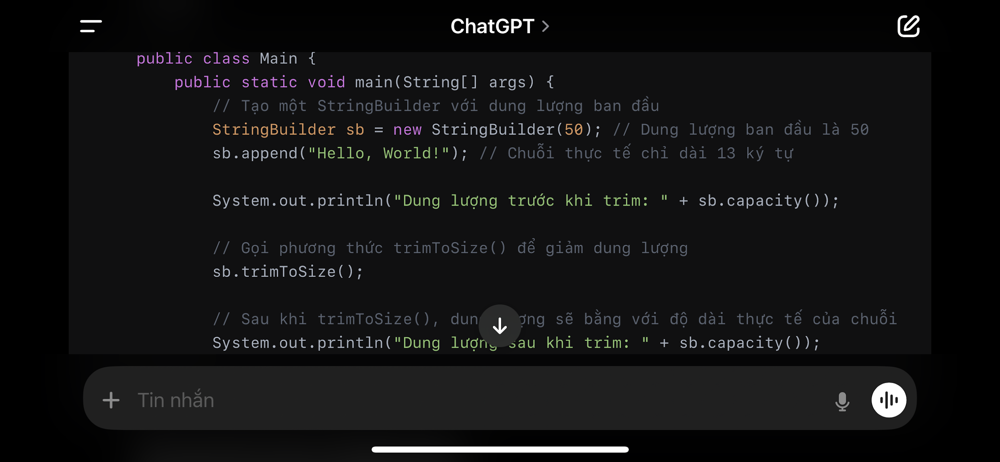 ChatGPT
public class Main {
public static void main(String[] args) {
// Tạo một StringBuilder với dung lượng ban đầu
StringBuilder sb = new StringBuilder(50); // Dung lượng ban đầu là 50
sb.append("Hello, World!"); // Chuỗi thực tế chỉ dài 13 ký tự
System.out.println("Dung lượng trước khi trim: " + sb.capacity());
// Gọi phương thức trimToSize() để giảm dung lượng
sb.trimToSize();
// Sau khi trimToSize(), dung lượng sẽ bằng với độ dài thực tế của chuỗi
System.out.println("Dung lượng sau khi trim: " + sb.capacity());
Tin nhắn